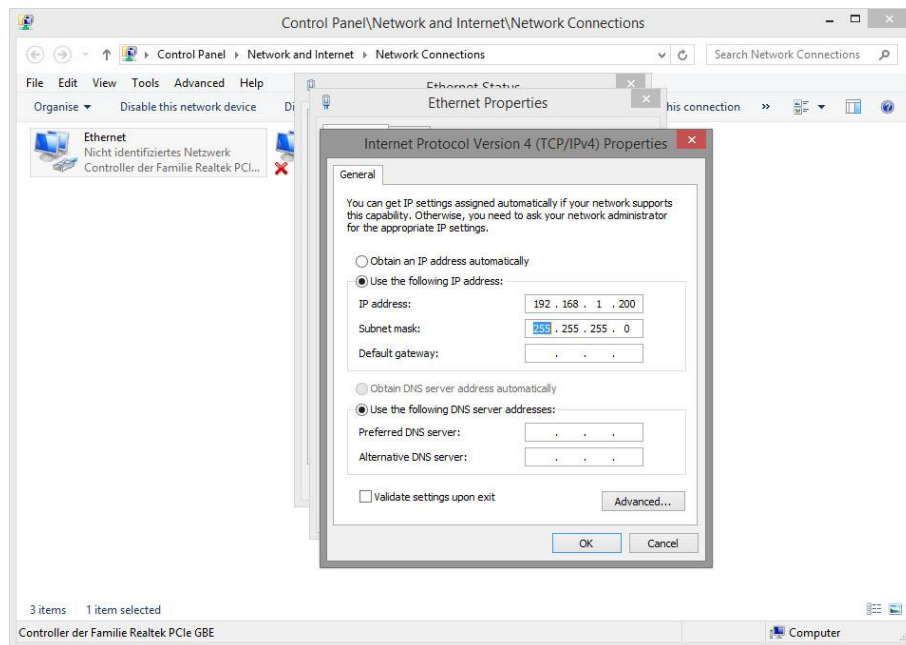 Control Panel\Network and Internet\Network Connections
Control Panel Network and Internet Network Connections
Search Network Connections
File Edit View Tools Advanced Help
Organise Disable this network device Di
his connection »
Ethernet
Nicht identifiziertes Netzwerk
Controller der Familie Realtek PCI...
Ethernet Status
Ethernet Properties
Internet Protocol Version 4 (TCP/IPv4) Properties
General
You can get IP settings assigned automatically if your network supports
this capability. Otherwise, you need to ask your network administrator
for the appropriate IP settings.
Obtain an IP address automatically
Use the following IP address:
IP address: 192 . 168 . 1 . 200
Subnet mask: 255 . 255 . 255 . 0
Default gateway: . . .
Obtain DNS server address automatically
Use the following DNS server addresses:
Preferred DNS server: . . .
Alternative DNS server: . . .
Validate settings upon exit
Advanced...
OK Cancel
3 items 1 item selected
Controller der Familie Realtek PCIe GBE
Computer